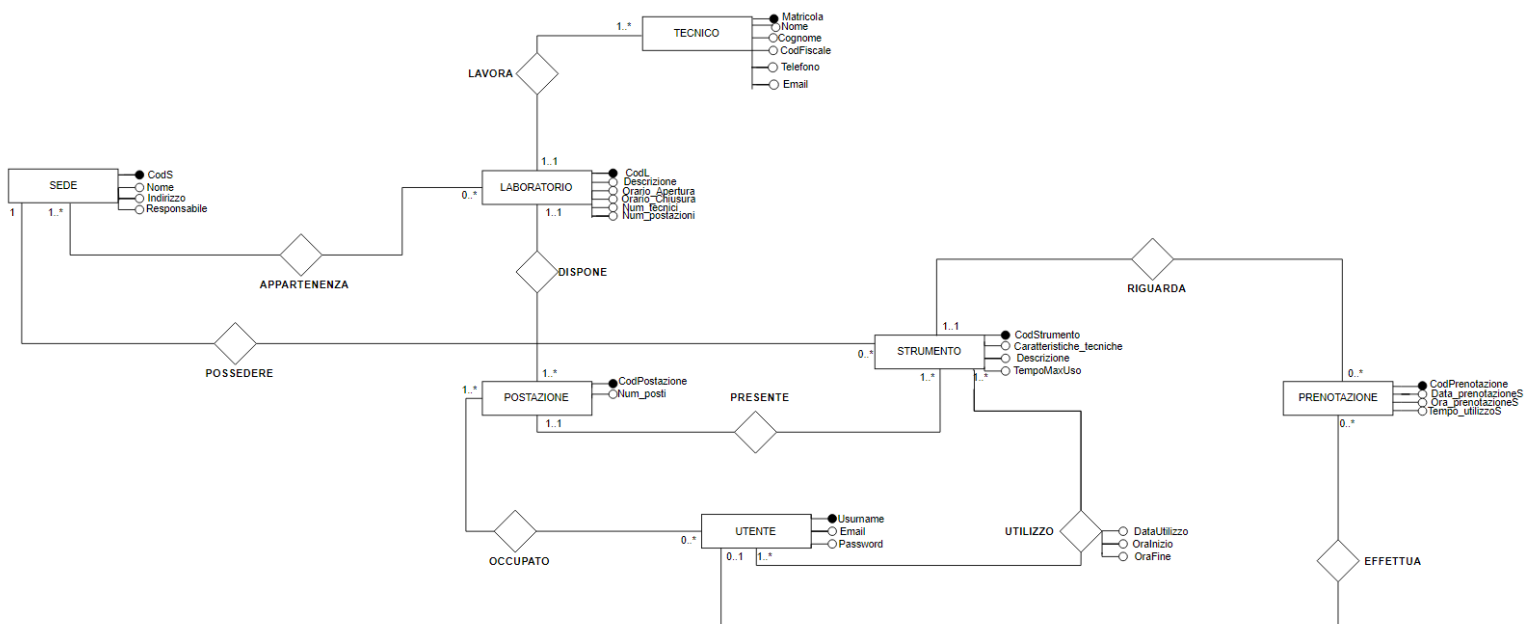 Matricola
Nome
1..*
TECNICO
Cognome
CodFiscale
LAVORA
Telefono
Email
1..1
CodS
CodL
Descrizione
SEDE
Nome
LABORATORIO
Orario_Apertura
0..*
Indirizzo
Orario_Chiusura
Responsabile
Num_tecnici
1
1..*
1..1
Num_postazioni
DISPONE
APPARTENENZA
RIGUARDA
1..1
CodStrumento
Caratteristiche_tecniche
0..*
STRUMENTO
Descrizione
POSSEDERE
TempoMaxUso
1..*
1..*
1..*
0..*
CodPostazione
CodPrenotazione
1..*
POSTAZIONE
Num_posti
PRESENTE
PRENOTAZIONE
Data_prenotazioneS
Ora_prenotazioneS
Tempo_utilizzoS
1..1
0..*
Usurname
UTENTE
Email
UTILIZZO
DataUtilizzo
0..*
Password
OraInizio
OCCUPATO
0..1
1..*
OraFine
EFFETTUA